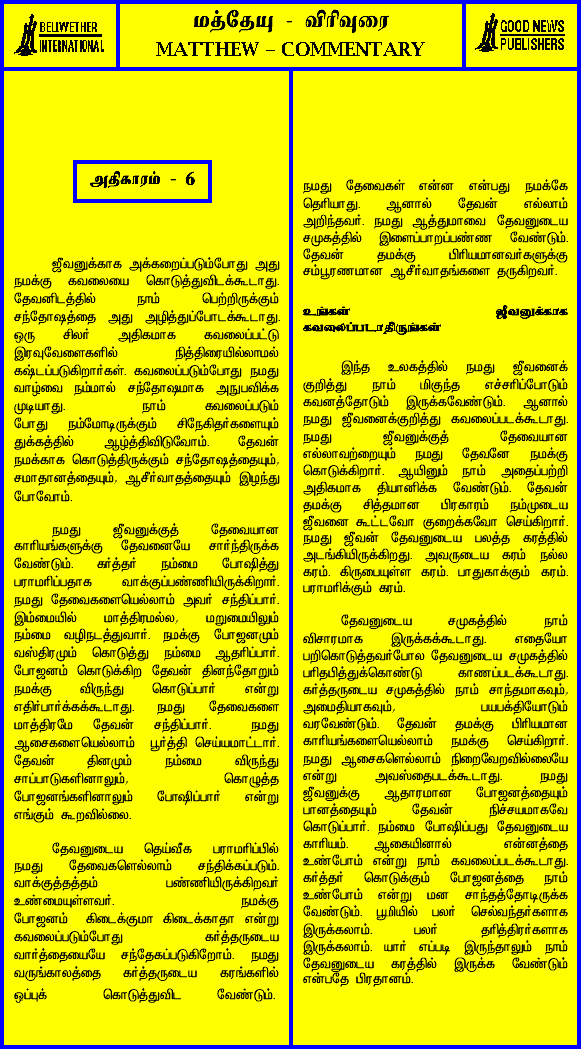 BELIWETHER
INTERNATIONAL
மத்தேயு - விரிவுரை
MATTHEW – COMMENTARY
GOOD NEWS
PUBLISHERS
அதிகாரம் - 6
ஜீவனுக்காக அக்கறைப்படும்போது அது
நமக்கு கவலையை கொடுத்துவிடக்கூடாது.
தேவனிடத்தில் நாம் பெற்றிருக்கும்
சந்தோஷத்தை அது அழித்துப்போடக்கூடாது.
ஒரு சிலர் அதிகமாக கவலைப்பட்டு
இரவுவேளைகளில் நித்திரையில்லாமல்
கஷ்டப்படுகிறார்கள். கவலைப்படும்போது நமது
வாழ்வை நம்மால் சந்தோஷமாக அநுபவிக்க
முடியாது. நாம் கவலைப்படும்
போது நம்மோடிருக்கும் சிநேகிதர்களையும்
துக்கத்தில் ஆழ்த்திவிடுவோம். தேவன்
நமக்காக கொடுத்திருக்கும் சந்தோஷத்தையும்,
சமாதானத்தையும், ஆசீர்வாதத்தையும் இழந்து
போவோம்.
நமது ஜீவனுக்குத் தேவையான
காரியங்களுக்கு தேவனையே சார்ந்திருக்க
வேண்டும். கர்த்தர் நம்மை போஷித்து
பராமரிப்பதாக வாக்குப்பண்ணியிருக்கிறார்.
நமது தேவைகளையெல்லாம் அவர் சந்திப்பார்.
இம்மையில் மாத்திரமல்ல, மறுமையிலும்
நம்மை வழிநடத்துவார். நமக்கு போஜனமும்
வஸ்திரமும் கொடுத்து நம்மை ஆதரிப்பார்.
போஜனம் கொடுக்கிற தேவன் தினந்தோறும்
நமக்கு விருந்து கொடுப்பார் என்று
எதிர்பார்க்கக்கூடாது. நமது தேவைகளை
மாத்திரமே தேவன் சந்திப்பார். நமது
ஆசைகளையெல்லாம் பூர்த்தி செய்யமாட்டார்.
தேவன் தினமும் நம்மை விருந்து
சாப்பாடுகளினாலும், கொழுத்த
போஜனங்களினாலும் போஷிப்பார் என்று
எங்கும் கூறவில்லை.
தேவனுடைய தெய்வீக பராமரிப்பில்
நமது தேவைகளெல்லாம் சந்திக்கப்படும்.
வாக்குத்தத்தம் பண்ணியிருக்கிறவர்
உண்மையுள்ளவர். நமக்கு
போஜனம் கிடைக்குமா கிடைக்காதா என்று
கவலைப்படும்போது கர்த்தருடைய
வார்த்தையையே சந்தேகப்படுகிறோம். நமது
வருங்காலத்தை கர்த்தருடைய கரங்களில்
ஒப்புக் கொடுத்துவிட வேண்டும்.
நமது தேவைகள் என்ன என்பது நமக்கே
தெரியாது. ஆனால் தேவன் எல்லாம்
அறிந்தவர். நமது ஆத்துமாவை தேவனுடைய
சமுகத்தில் இளைப்பாறப்பண்ண வேண்டும்.
தேவன் தமக்கு பிரியமானவர்களுக்கு
சம்பூரணமான ஆசீர்வாதங்களை தருகிறவர்.
உங்கள் ஜீவனுக்காக
கவலைப்படாதிருங்கள்
இந்த உலகத்தில் நமது ஜீவனைக்
குறித்து நாம் மிகுந்த எச்சரிப்போடும்
கவனத்தோடும் இருக்கவேண்டும். ஆனால்
நமது ஜீவனைக்குறித்து கவலைப்படக்கூடாது.
நமது ஜீவனுக்குத் தேவையான
எல்லாவற்றையும் நமது தேவனே நமக்கு
கொடுக்கிறார். ஆயினும் நாம் அதைப்பற்றி
அதிகமாக தியானிக்க வேண்டும். தேவன்
தமக்கு சித்தமான பிரகாரம் நம்முடைய
ஜீவனை கூட்டவோ குறைக்கவோ செய்கிறார்.
நமது ஜீவன் தேவனுடைய பலத்த கரத்தில்
அடங்கியிருக்கிறது. அவருடைய கரம் நல்ல
கரம். கிருபையுள்ள கரம். பாதுகாக்கும் கரம்.
பராமரிக்கும் கரம்.
தேவனுடைய சமுகத்தில் நாம்
விசாரமாக இருக்கக்கூடாது. எதையோ
பறிகொடுத்தவர்போல தேவனுடைய சமுகத்தில்
பரிதபித்துக்கொண்டு காணப்படக்கூடாது.
கர்த்தருடைய சமுகத்தில் நாம் சாந்தமாகவும்,
அமைதியாகவும், பயபக்தியோடும்
வரவேண்டும். தேவன் தமக்கு பிரியமான
காரியங்களையெல்லாம் நமக்கு செய்கிறார்.
நமது ஆசைகளெல்லாம் நிறைவேறவில்லையே
என்று அவஸ்தைபடக்கூடாது. நமது
ஜீவனுக்கு ஆதாரமான போஜனத்தையும்
பானத்தையும் தேவன் நிச்சயமாகவே
கொடுப்பார். நம்மை போஷிப்பது தேவனுடைய
காரியம். ஆகையினால் என்னத்தை
உண்போம் என்று நாம் கவலைப்படக்கூடாது.
கர்த்தர் கொடுக்கும் போஜனத்தை நாம்
உண்போம் என்று மன சாந்தத்தோடிருக்க
வேண்டும். பூமியில் பலர் செல்வந்தர்களாக
இருக்கலாம். பலர் தரித்திரர்களாக
இருக்கலாம். யார் எப்படி இருந்தாலும் நாம்
தேவனுடைய கரத்தில் இருக்க வேண்டும்
என்பதே பிரதானம்.